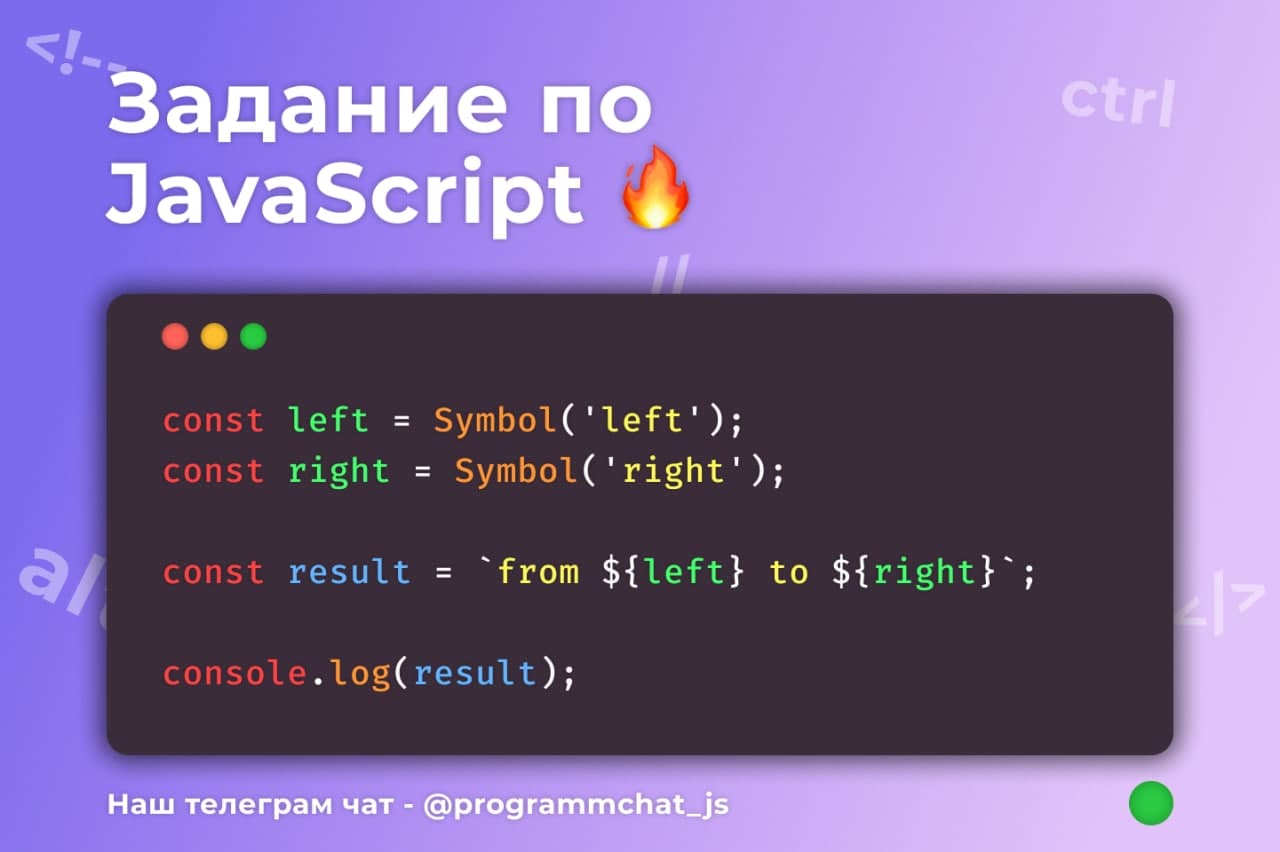 <!--
Задание по
JavaScript 🔥
ctrl
//
const left = Symbol('left');
const right = Symbol('right');
const result = `from ${left} to ${right}`;
console.log(result);
</>
Наш телеграм чат - @programmchat_js